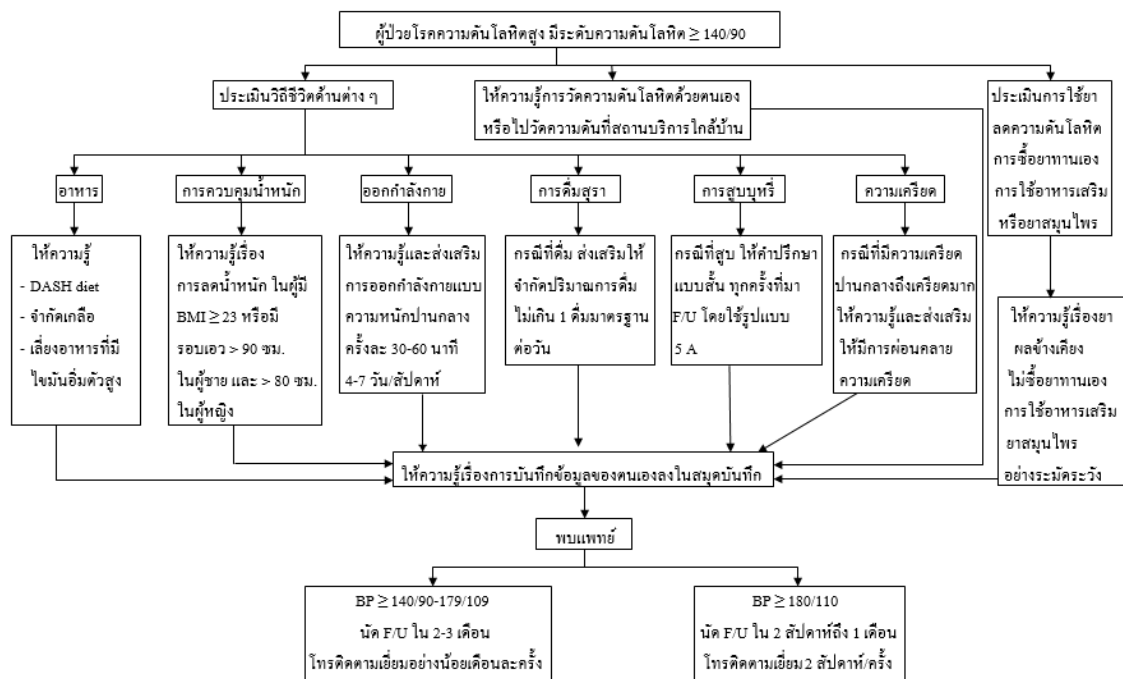 ผู้ป่วยโรคความดันโลหิตสูง มีระดับความดันโลหิต ≥ 140/90
ประเมินวิถีชีวิตด้านต่าง ๆ
ให้ความรู้การวัดความดันโลหิตด้วยตนเอง
หรือไปวัดความดันที่สถานบริการใกล้บ้าน
ประเมินการใช้ยา
ลดความดันโลหิต
การซื้อยาทานเอง
การใช้อาหารเสริม
หรือยาสมุนไพร
อาหาร
การควบคุมน้ำหนัก
ออกกำลังกาย
การดื่มสุรา
การสูบบุหรี่
ความเครียด
ให้ความรู้
- DASH diet
- จำกัดเกลือ
- เลี่ยงอาหารที่มี
ไขมันอิ่มตัวสูง
ให้ความรู้เรื่อง
การลดน้ำหนัก ในผู้มี
BMI ≥ 23 หรือมี
รอบเอว > 90 ซม.
ในผู้ชาย และ > 80 ซม.
ในผู้หญิง
ให้ความรู้และส่งเสริม
การออกกำลังกายแบบ
ความหนักปานกลาง
ครั้งละ 30-60 นาที
4-7 วัน/สัปดาห์
กรณีที่ดื่ม ส่งเสริมให้
จำกัดปริมาณการดื่ม
ไม่เกิน 1 ดื่มมาตรฐาน
ต่อวัน
กรณีที่สูบ ให้คำปรึกษา
แบบสั้น ทุกครั้งที่มา
F/U โดยใช้รูปแบบ
5 A
กรณีที่มีความเครียด
ปานกลางถึงเครียดมาก
ให้ความรู้และส่งเสริม
ให้มีการผ่อนคลาย
ความเครียด
ให้ความรู้เรื่องยา
ผลข้างเคียง
ไม่ซื้อยาทานเอง
การใช้อาหารเสริม
ยาสมุนไพร
อย่างระมัดระวัง
ให้ความรู้เรื่องการบันทึกข้อมูลของตนเองลงในสมุดบันทึก
พบแพทย์
BP ≥ 140/90-179/109
นัด F/U ใน 2-3 เดือน
โทรติดตามเยี่ยมอย่างน้อยเดือนละครั้ง
BP ≥ 180/110
นัด F/U ใน 2 สัปดาห์ถึง 1 เดือน
โทรติดตามเยี่ยม2 สัปดาห์/ครั้ง